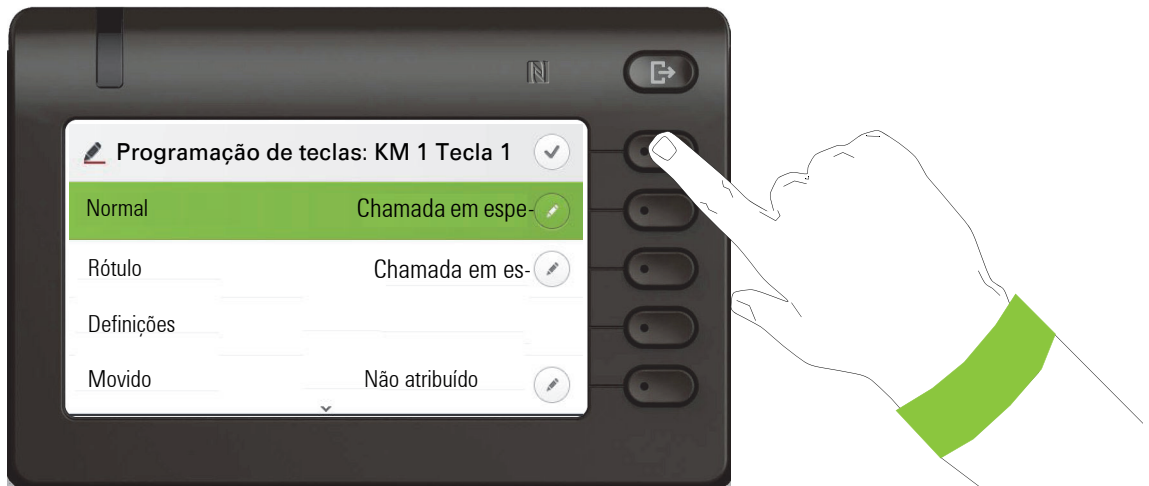 Programação de teclas: KM 1 Tecla 1
Normal Chamada em espe-
Rótulo Chamada em es-
Definições
Movido Não atribuído